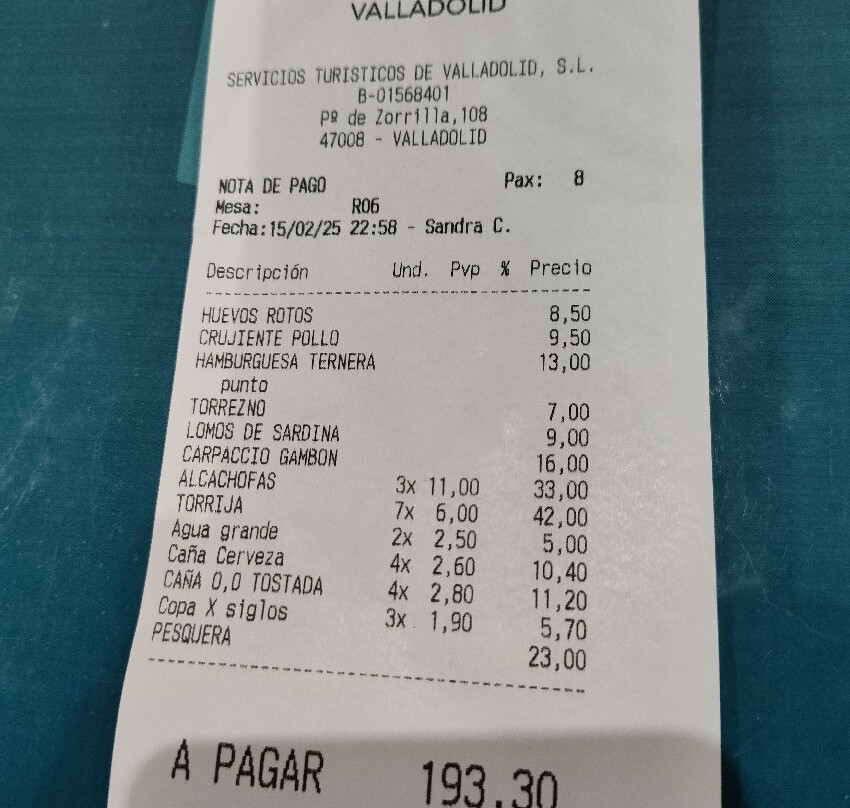 VALLADOLID
SERVICIOS TURISTICOS DE VALLADOLID, S.L.
B-01568401
Pº de Zorrilla,108
47008 - VALLADOLID
NOTA DE PAGO Pax: 8
Mesa: R06
Fecha:15/02/25 22:58 - Sandra C.
Descripción Und. Pvp % Precio
HUEVOS ROTOS 8,50
CRUJIENTE POLLO 9,50
HAMBURGUESA TERNERA 13,00
punto
TORREZNO 7,00
LOMOS DE SARDINA 9,00
CARPACCIO GAMBON 16,00
ALCACHOFAS 3x 11,00 33,00
TORRIJA 7x 6,00 42,00
Agua grande 2x 2,50 5,00
Caña Cerveza 4x 2,60 10,40
CAÑA 0,0 TOSTADA 4x 2,80 11,20
Copa X siglos 3x 1,90 5,70
PESQUERA 23,00
A PAGAR 193,30